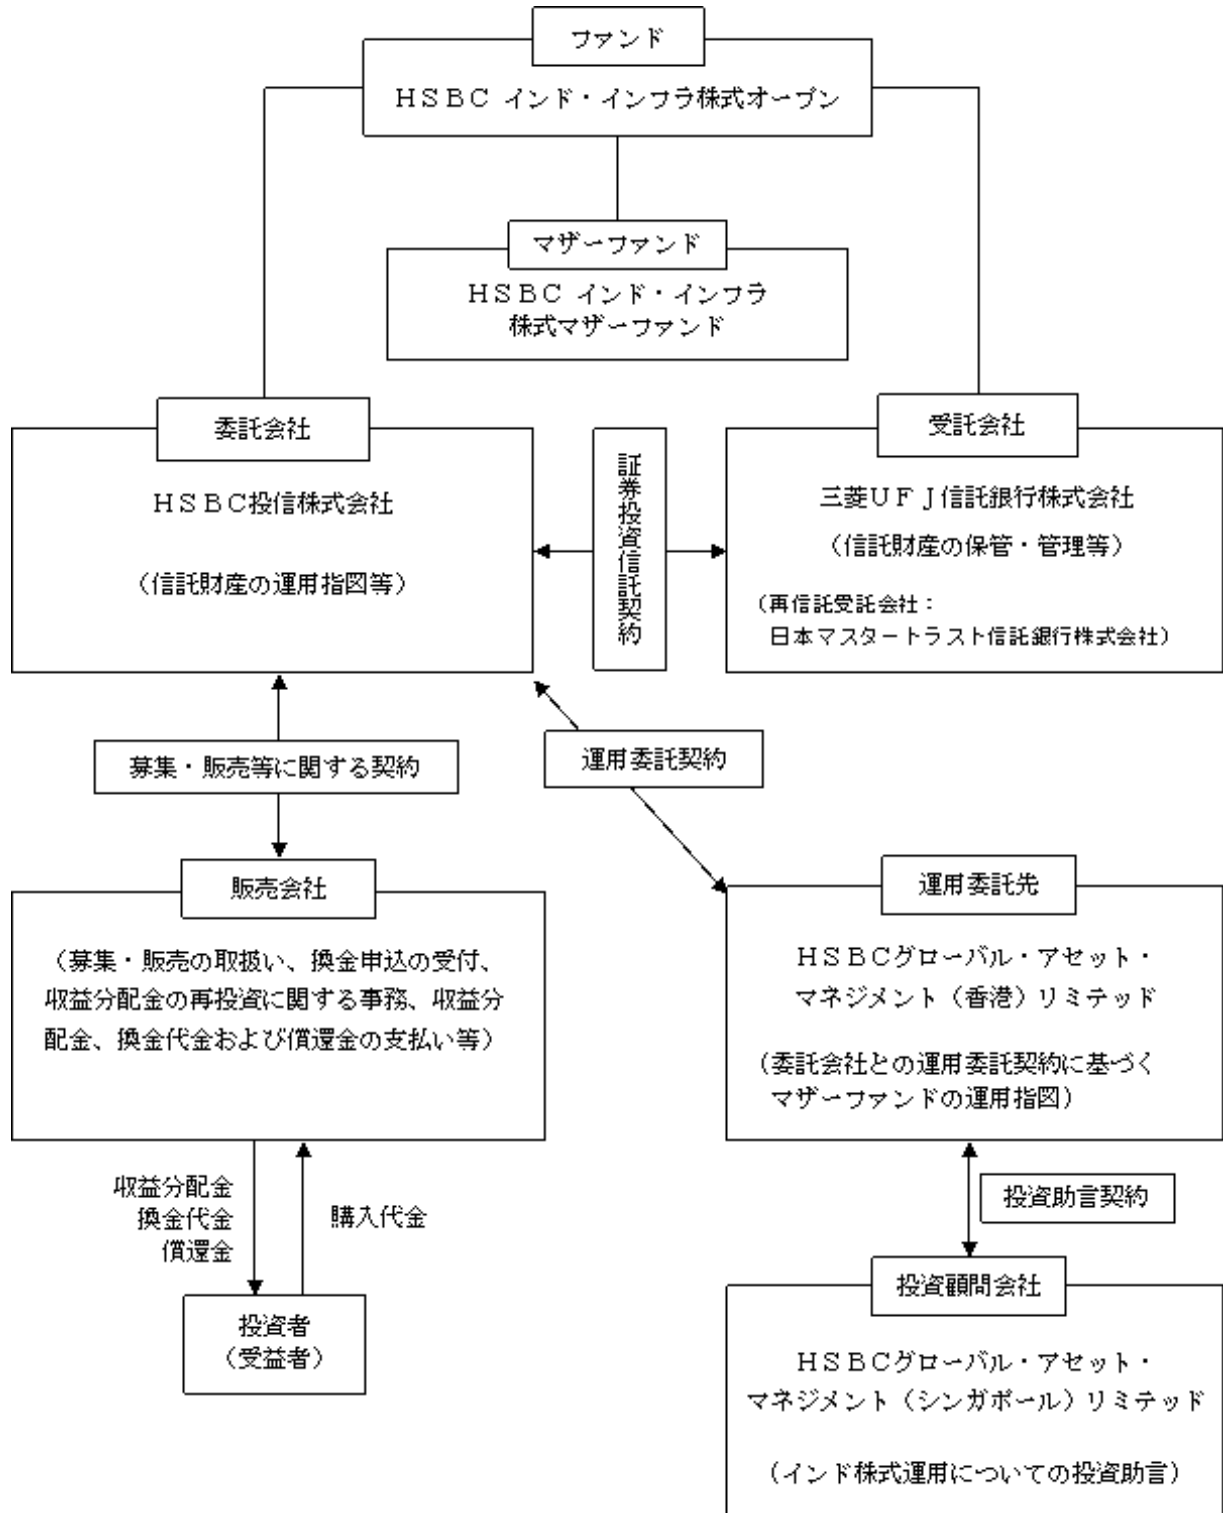 ファンド
ＨＳＢＣ インド・インフラ株式オープン
マザーファンド
ＨＳＢＣ インド・インフラ
株式マザーファンド
委託会社
ＨＳＢＣ投信株式会社
（信託財産の運用指図等）
証券投資信託契約
受託会社
三菱ＵＦＪ信託銀行株式会社
（信託財産の保管・管理等）
（再信託受託会社：
日本マスタートラスト信託銀行株式会社）
募集・販売等に関する契約
運用委託契約
販売会社
（募集・販売の取扱い、換金申込の受付、
収益分配金の再投資に関する事務、収益分
配金、換金代金および償還金の支払い等）
運用委託先
ＨＳＢＣグローバル・アセット・
マネジメント（香港）リミテッド
（委託会社との運用委託契約に基づく
マザーファンドの運用指図）
収益分配金
換金代金
償還金
購入代金
投資助言契約
投資者
（受益者）
投資顧問会社
ＨＳＢＣグローバル・アセット・
マネジメント（シンガポール）リミテッド
（インド株式運用についての投資助言）